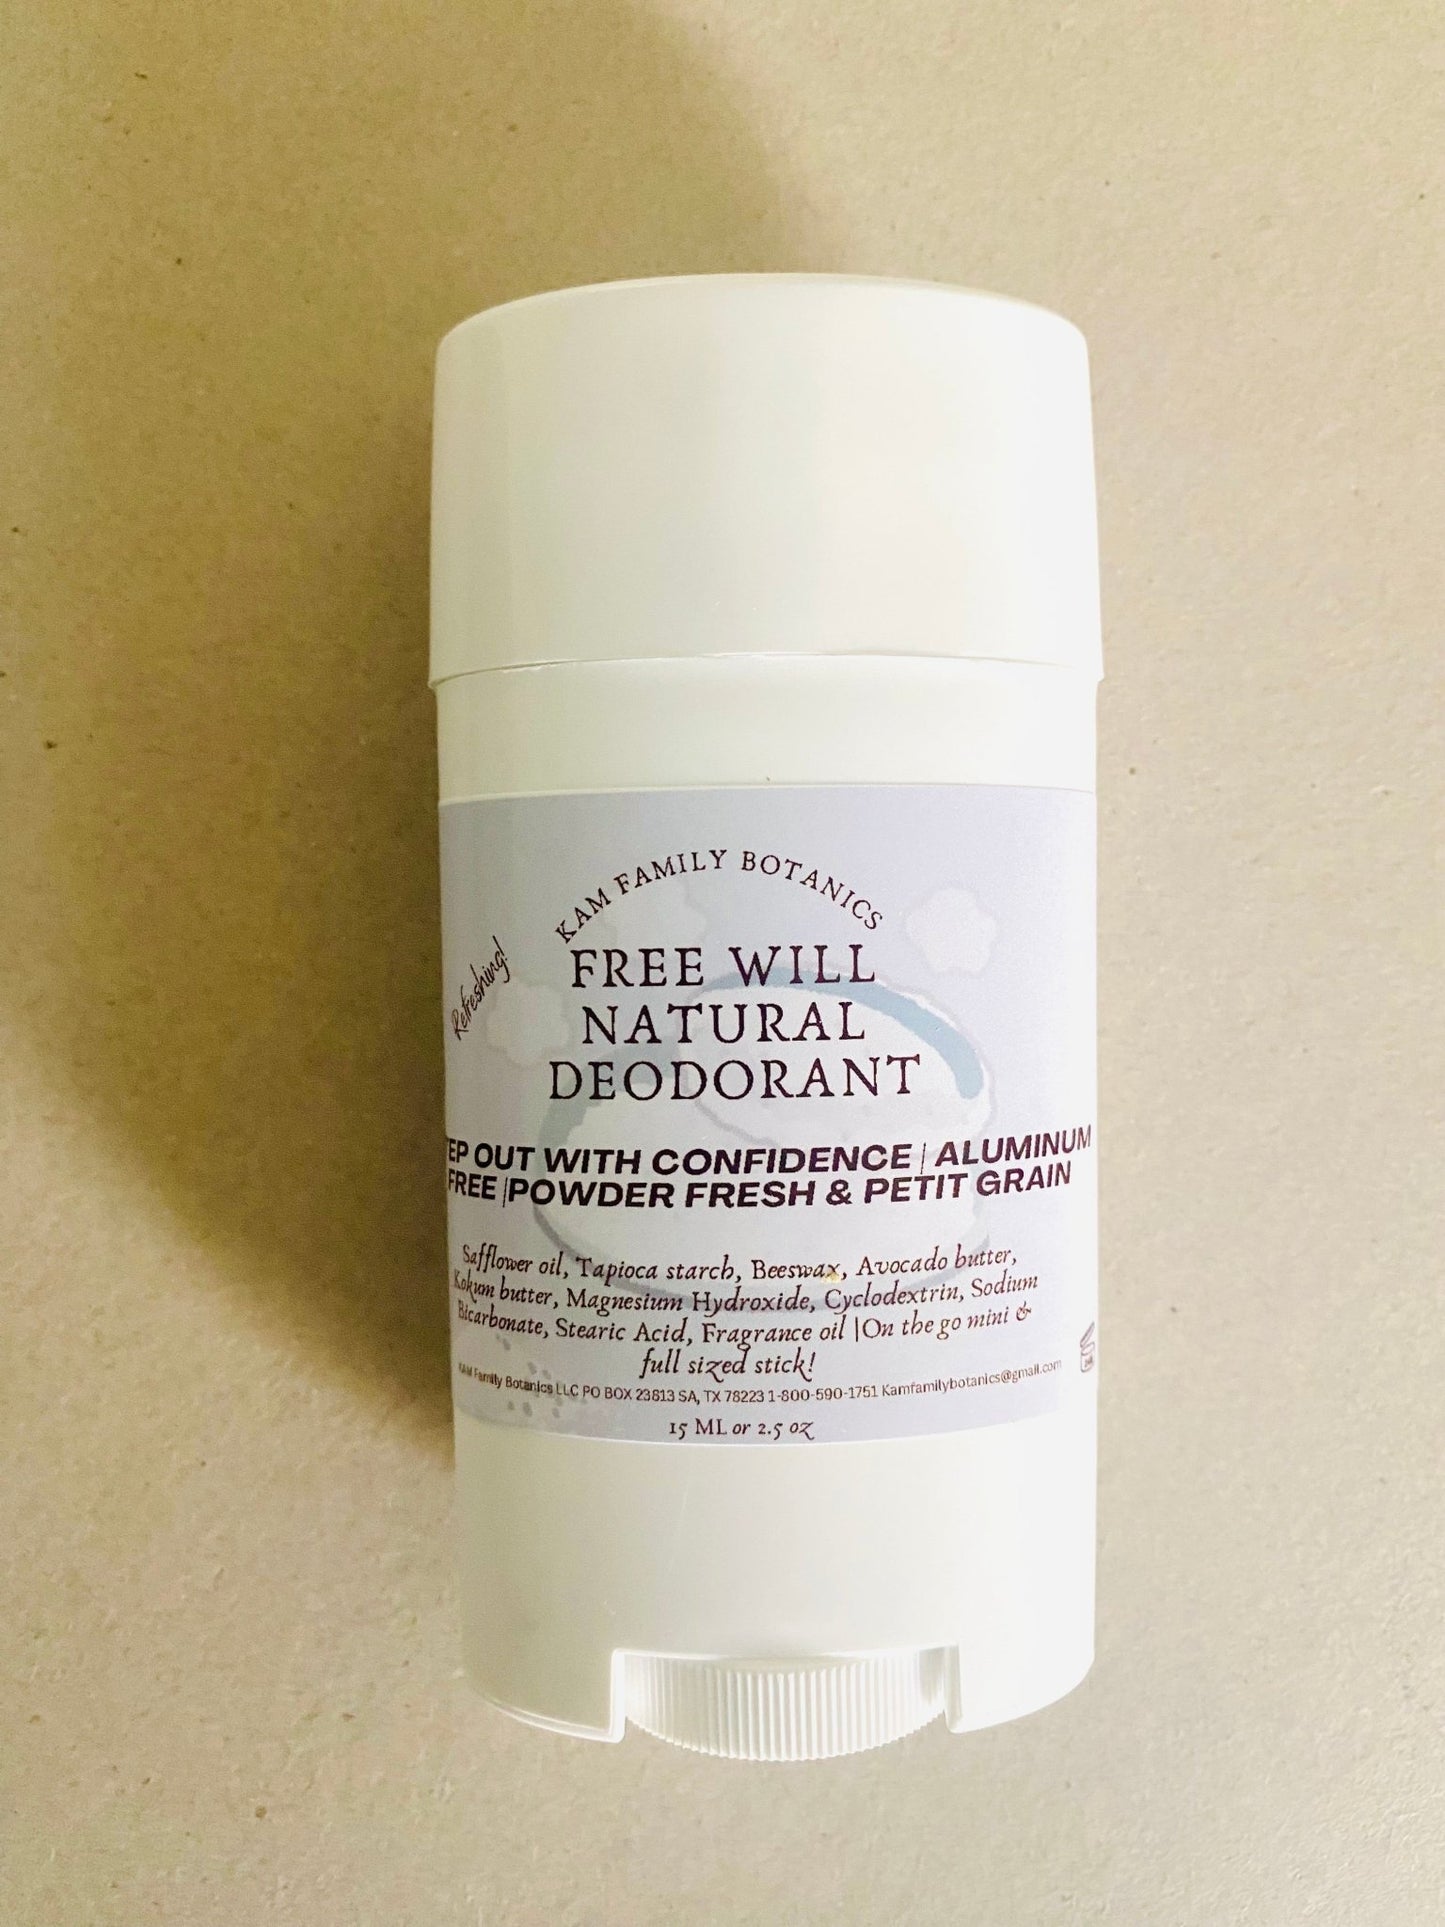 KAM FAMILY BOTANICS
Refreshing!
FREE WILL
NATURAL
DEODORANT
TEP OUT WITH CONFIDENCE | ALUMINUM
FREE |POWDER FRESH & PETIT GRAIN
Safflower oil, Tapioca starch, Beeswax, Avocado butter,
Kokum butter, Magnesium Hydroxide, Cyclodextrin, Sodium
Bicarbonate, Stearic Acid, Fragrance oil |On the go mini &
full sized stick!
KAM Family Botanics LLC PO BOX 23813 SA, TX 78223 1-800-590-1751 Kamfamilybotanics@gmail.com
15 ML or 2.5 oz